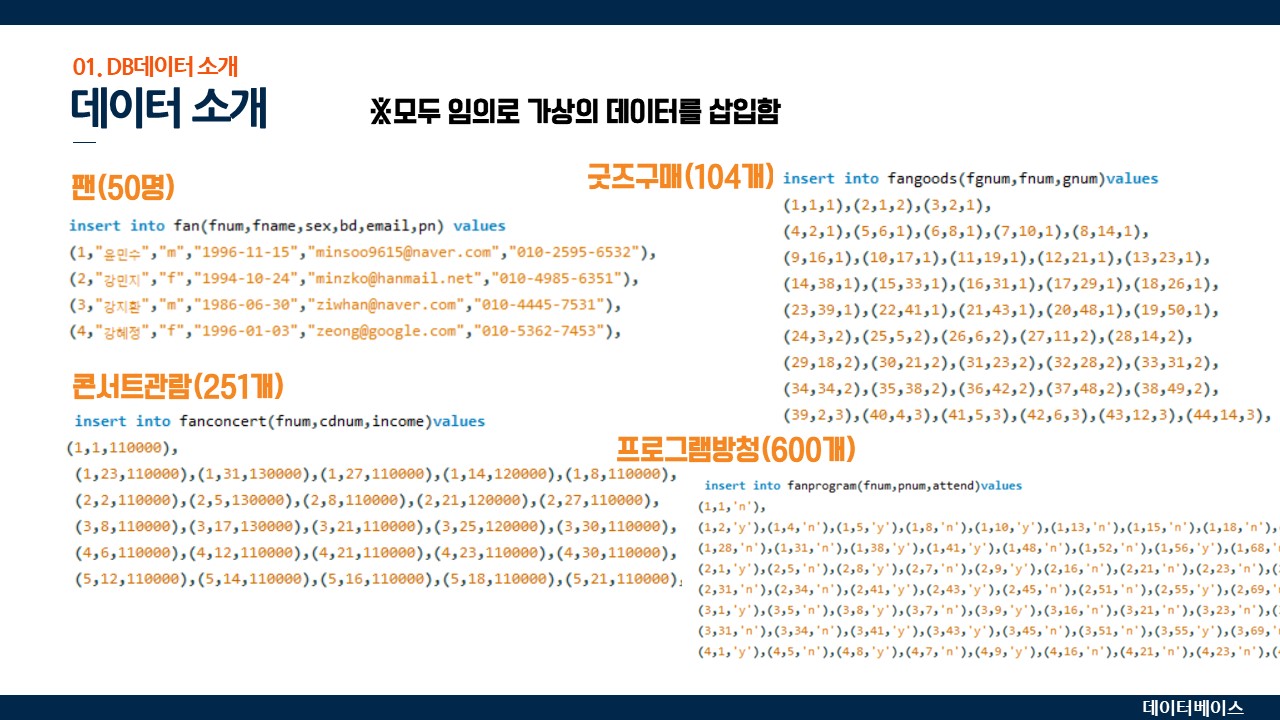 01. DB데이터 소개
데이터 소개
※모두 임의로 가상의 데이터를 삽입함
팬(50명)
insert into fan(fnum,fname,sex,bd,email,pn) values
(1,"윤민수","m","1996-11-15","minsoo9615@naver.com","010-2595-6532"),
(2,"강민지","f","1994-10-24","minzko@hanmail.net","010-4985-6351"),
(3,"강지환","m","1986-06-30","ziwhan@naver.com","010-4445-7531"),
(4,"강혜정","f","1996-01-03","zeong@google.com","010-5362-7453"),
콘서트관람(251개)
insert into fanconcert(fnum,cdnum,income)values
(1,1,110000),
(1,23,110000),(1,31,130000),(1,27,110000),(1,14,120000),(1,8,110000),
(2,2,110000),(2,5,130000),(2,8,110000),(2,21,120000),(2,27,110000),
(3,8,110000),(3,17,130000),(3,21,110000),(3,25,120000),(3,30,110000),
(4,6,110000),(4,12,110000),(4,21,110000),(4,23,110000),(4,30,110000),
(5,12,110000),(5,14,110000),(5,16,110000),(5,18,110000),(5,21,110000),
굿즈구매(104개)
insert into fangoods(fgnum,fnum,gnum)values
(1,1,1),(2,1,2),(3,2,1),
(4,2,1),(5,6,1),(6,8,1),(7,10,1),(8,14,1),
(9,16,1),(10,17,1),(11,19,1),(12,21,1),(13,23,1),
(14,38,1),(15,33,1),(16,31,1),(17,29,1),(18,26,1),
(23,39,1),(22,41,1),(21,43,1),(20,48,1),(19,50,1),
(24,3,2),(25,5,2),(26,6,2),(27,11,2),(28,14,2),
(29,18,2),(30,21,2),(31,23,2),(32,28,2),(33,31,2),
(34,34,2),(35,38,2),(36,42,2),(37,48,2),(38,49,2),
(39,2,3),(40,4,3),(41,5,3),(42,6,3),(43,12,3),(44,14,3),
프로그램방청(600개)
insert into fanprogram(fnum,pnum,attend)values
(1,1,'n'),
(1,2,'y'),(1,4,'n'),(1,5,'y'),(1,8,'n'),(1,10,'y'),(1,13,'n'),(1,15,'n'),(1,18,'n'),
(1,28,'n'),(1,31,'n'),(1,38,'y'),(1,41,'y'),(1,48,'n'),(1,52,'n'),(1,56,'y'),(1,68,'
(2,1,'y'),(2,5,'n'),(2,8,'y'),(2,7,'n'),(2,9,'y'),(2,16,'n'),(2,21,'n'),(2,23,'n'),(
(2,31,'n'),(2,34,'n'),(2,41,'y'),(2,43,'y'),(2,45,'n'),(2,51,'n'),(2,55,'y'),(2,69,'
(3,1,'y'),(3,5,'n'),(3,8,'y'),(3,7,'n'),(3,9,'y'),(3,16,'n'),(3,21,'n'),(3,23,'n'),(
(3,31,'n'),(3,34,'n'),(3,41,'y'),(3,43,'y'),(3,45,'n'),(3,51,'n'),(3,55,'y'),(3,69,'
(4,1,'y'),(4,5,'n'),(4,8,'y'),(4,7,'n'),(4,9,'y'),(4,16,'n'),(4,21,'n'),(4,23,'n'),(
데이터베이스